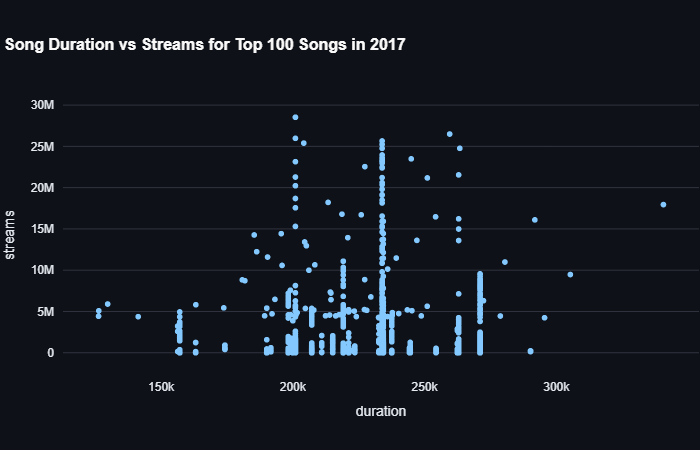 Song Duration vs Streams for Top 100 Songs in 2017
30M
25M
20M
15M
10M
5M
0
streams
150k 200k 250k 300k
duration